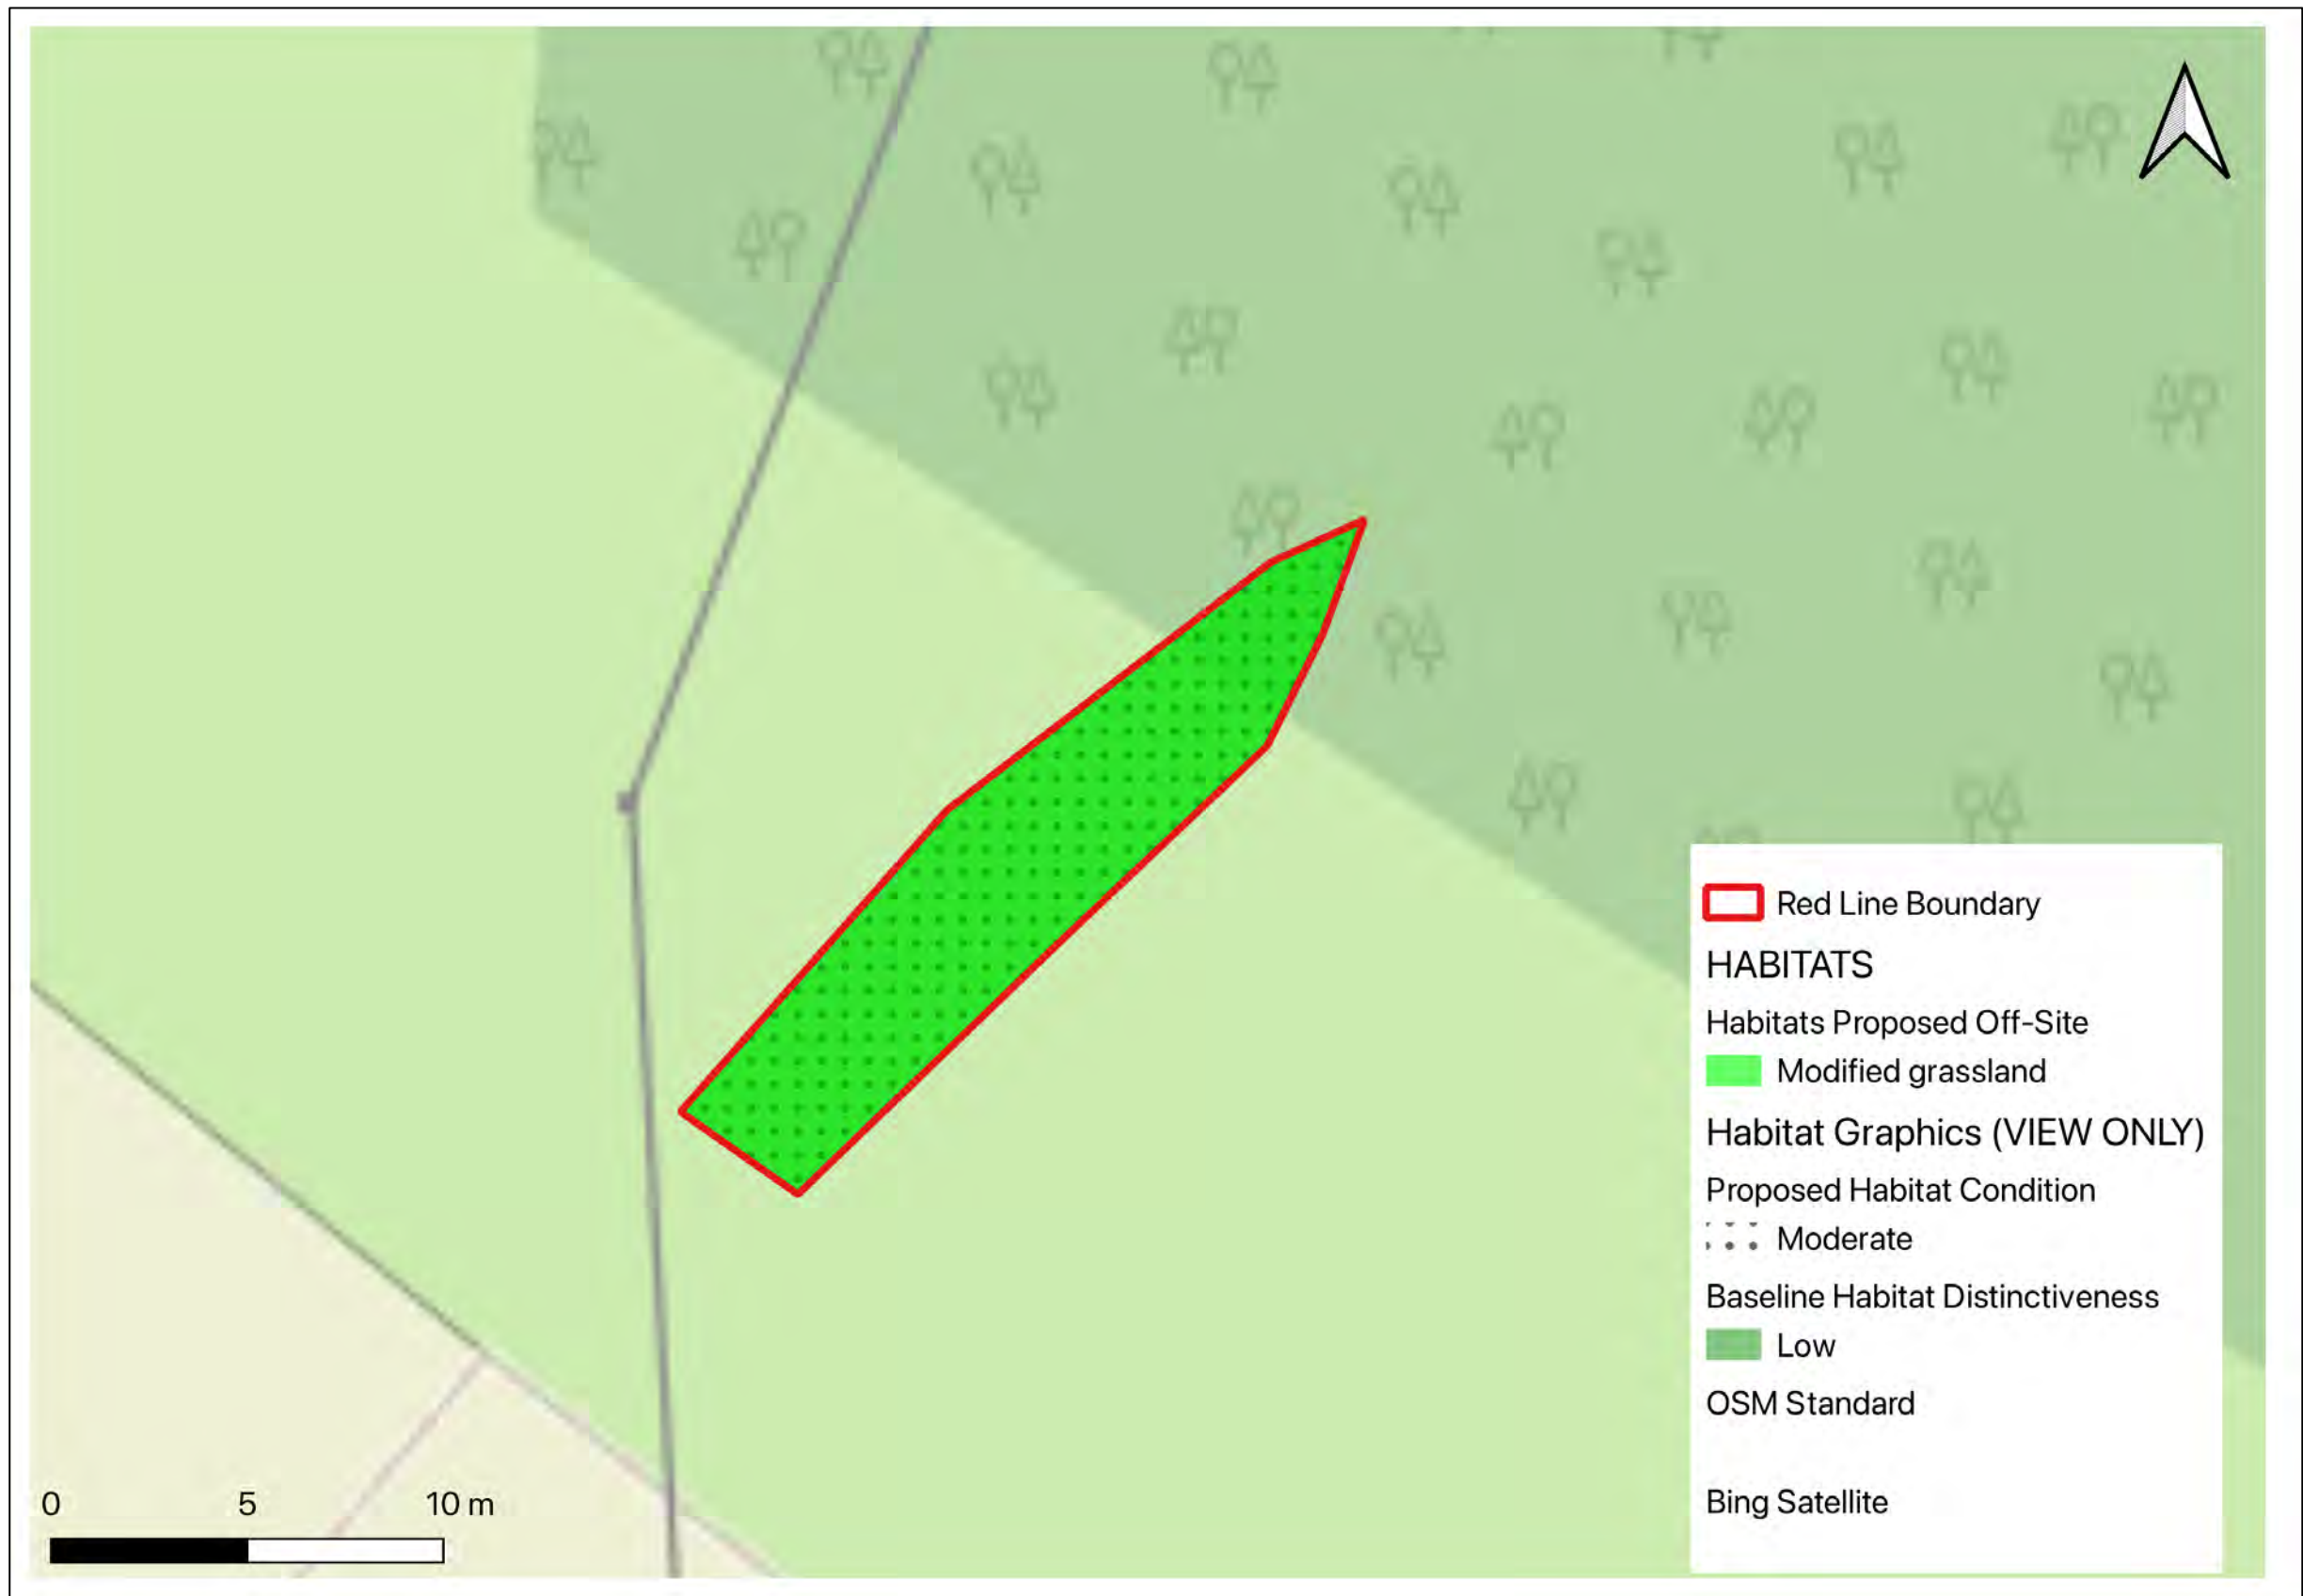 Red Line Boundary
HABITATS
Habitats Proposed Off-Site
Modified grassland
Habitat Graphics (VIEW ONLY)
Proposed Habitat Condition
Moderate
Baseline Habitat Distinctiveness
Low
OSM Standard
Bing Satellite
0 5 10 m